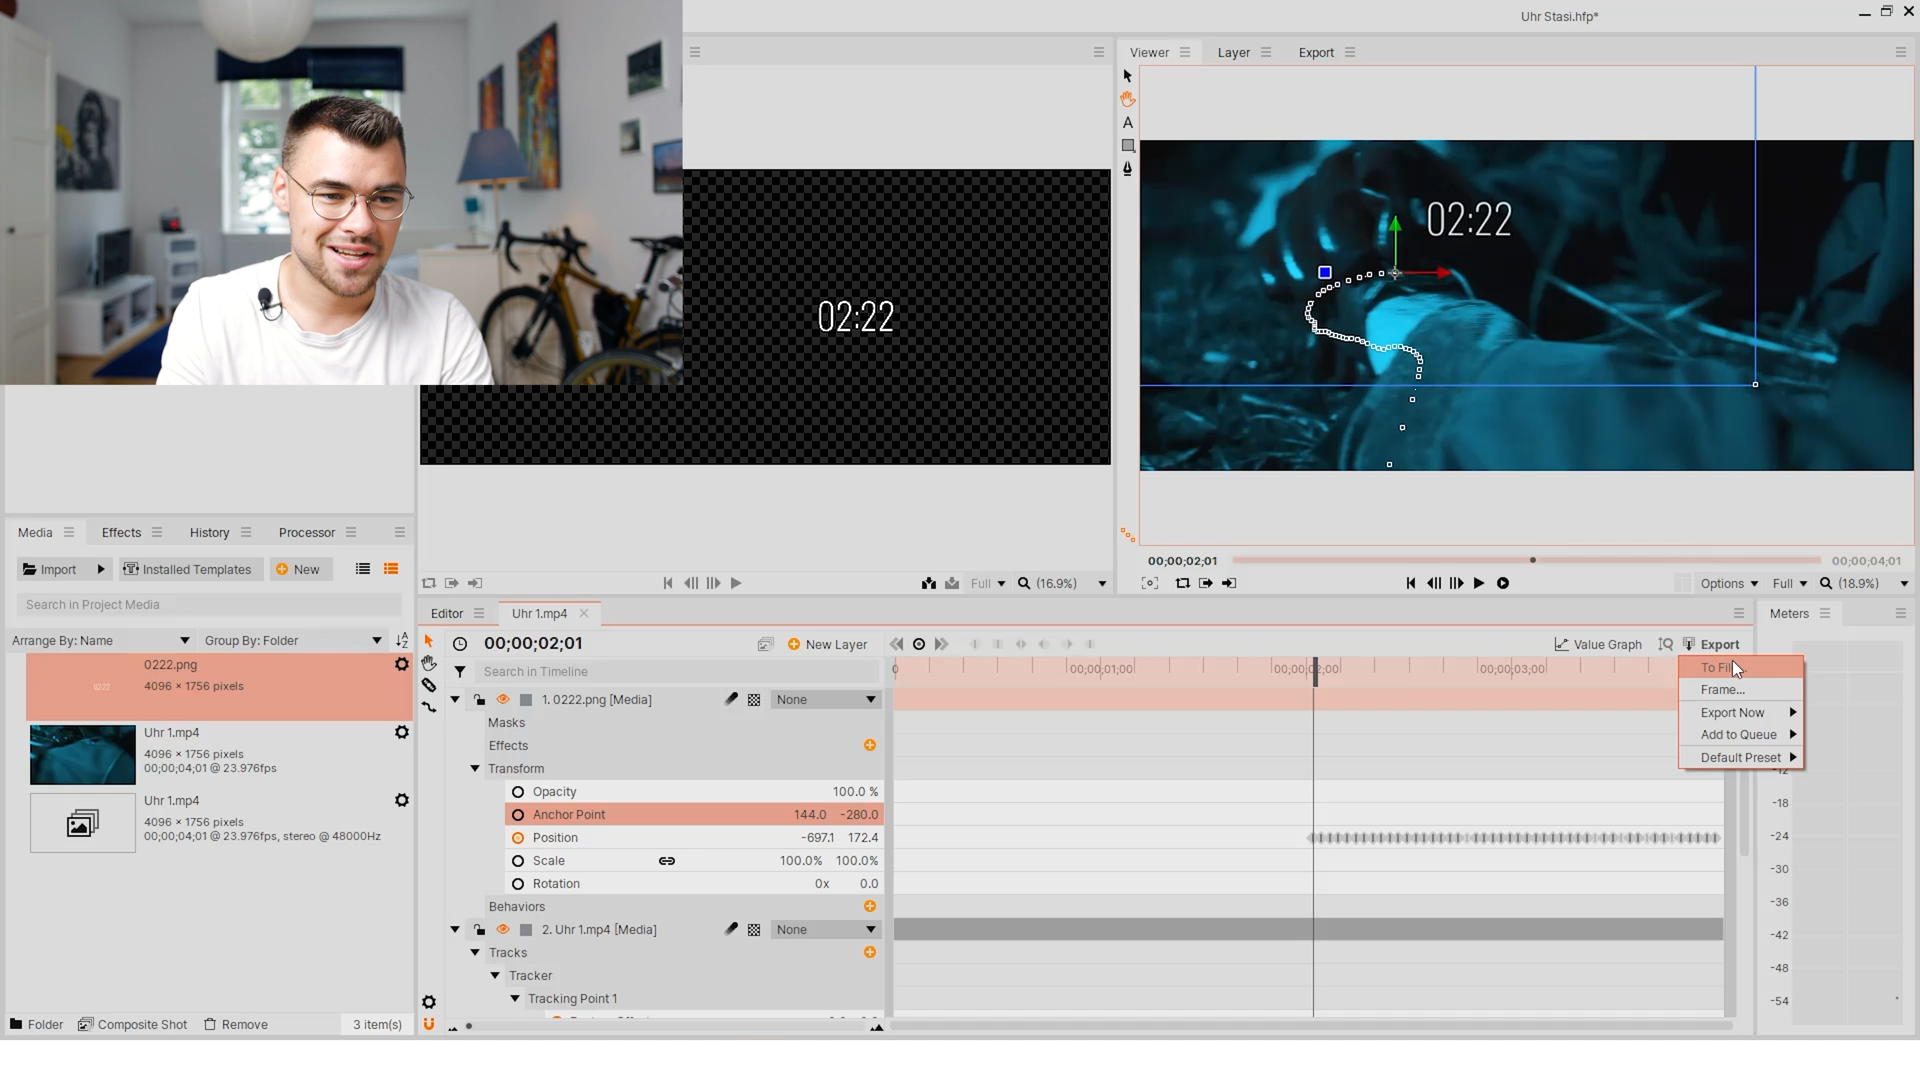 Uhr Stasi.hfp*
Viewer
Layer
Export
A
02:22
02:22
00;00;02;01
00;00;04;01
Full
(16.9%)
Options
Full
(18.9%)
Media
Effects
History
Processor
Import
Installed Templates
New
Search in Project Media
Arrange By: Name
Group By: Folder
0222.png
4096 × 1756 pixels
Uhr 1.mp4
4096 × 1756 pixels
00;00;04;01 @ 23.976fps
Uhr 1.mp4
4096 × 1756 pixels
00;00;04;01 @ 23.976fps, stereo @ 48000Hz
Folder
Composite Shot
Remove
3 item(s)
Editor
Uhr 1.mp4
00;00;02;01
New Layer
Value Graph
Export
Search in Timeline
0
00;00;01;00
00;00;02;00
00;00;03;00
1. 0222.png [Media]
None
Masks
Effects
Transform
Opacity
100.0 %
Anchor Point
144.0 -280.0
Position
-697.1 172.4
Scale
100.0% 100.0%
Rotation
0x 0.0
Behaviors
2. Uhr 1.mp4 [Media]
None
Tracks
Tracker
Tracking Point 1
Frame...
Export Now
Add to Queue
Default Preset
Meters
-12
-18
-24
-30
-36
-42
-48
-54